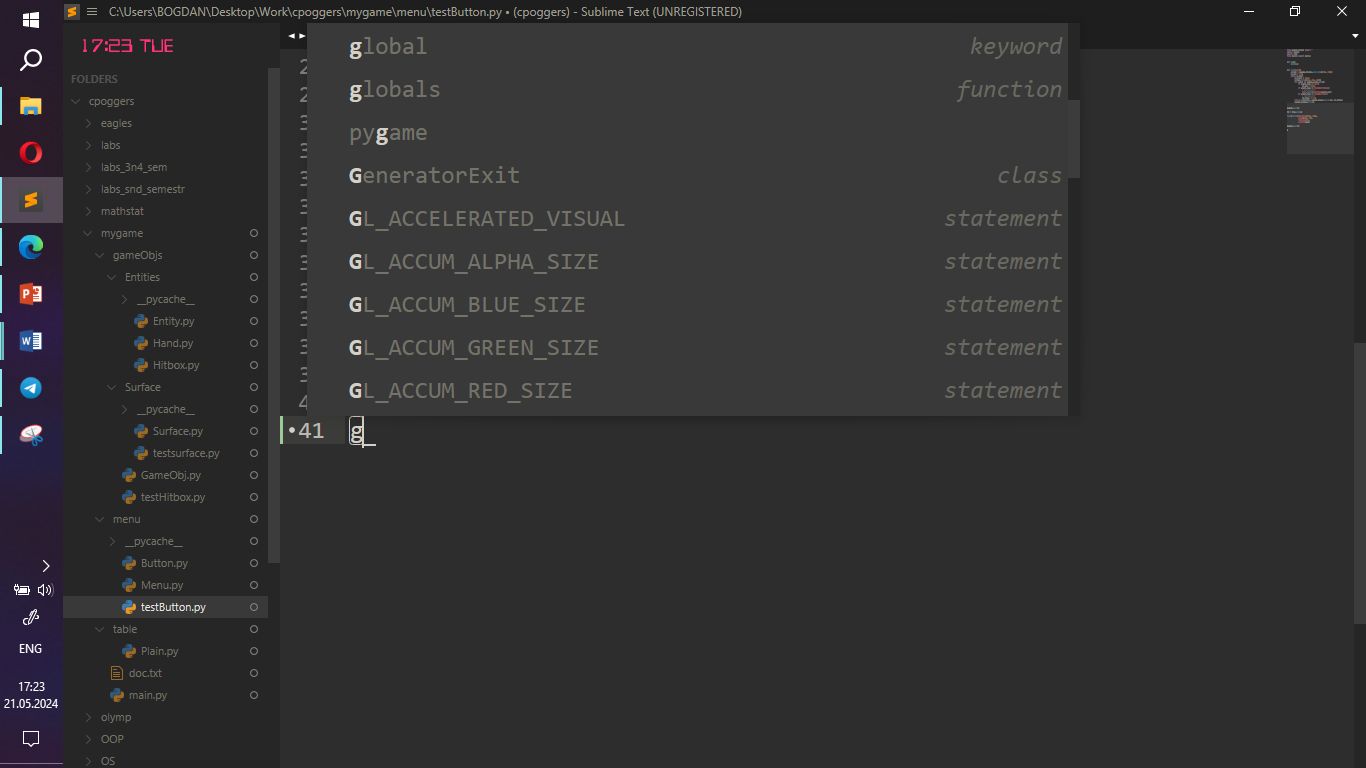 C:\Users\BOGDAN\Desktop\Work\cpoggers\mygame\menu\testButton.py • (cpoggers) - Sublime Text (UNREGISTERED)
17:23 TUE
FOLDERS
cpoggers
eagles
labs
labs_3n4_sem
labs_snd_semestr
mathstat
mygame
gameObjs
Entities
__pycache__
Entity.py
Hand.py
Hitbox.py
Surface
__pycache__
Surface.py
testsurface.py
GameObj.py
testHitbox.py
menu
__pycache__
Button.py
Menu.py
testButton.py
table
Plain.py
doc.txt
main.py
olymp
OOP
OS
global keyword
globals function
pygame
GeneratorExit class
GL_ACCELERATED_VISUAL statement
GL_ACCUM_ALPHA_SIZE statement
GL_ACCUM_BLUE_SIZE statement
GL_ACCUM_GREEN_SIZE statement
GL_ACCUM_RED_SIZE statement
•41 g_
ENG
17:23
21.05.2024